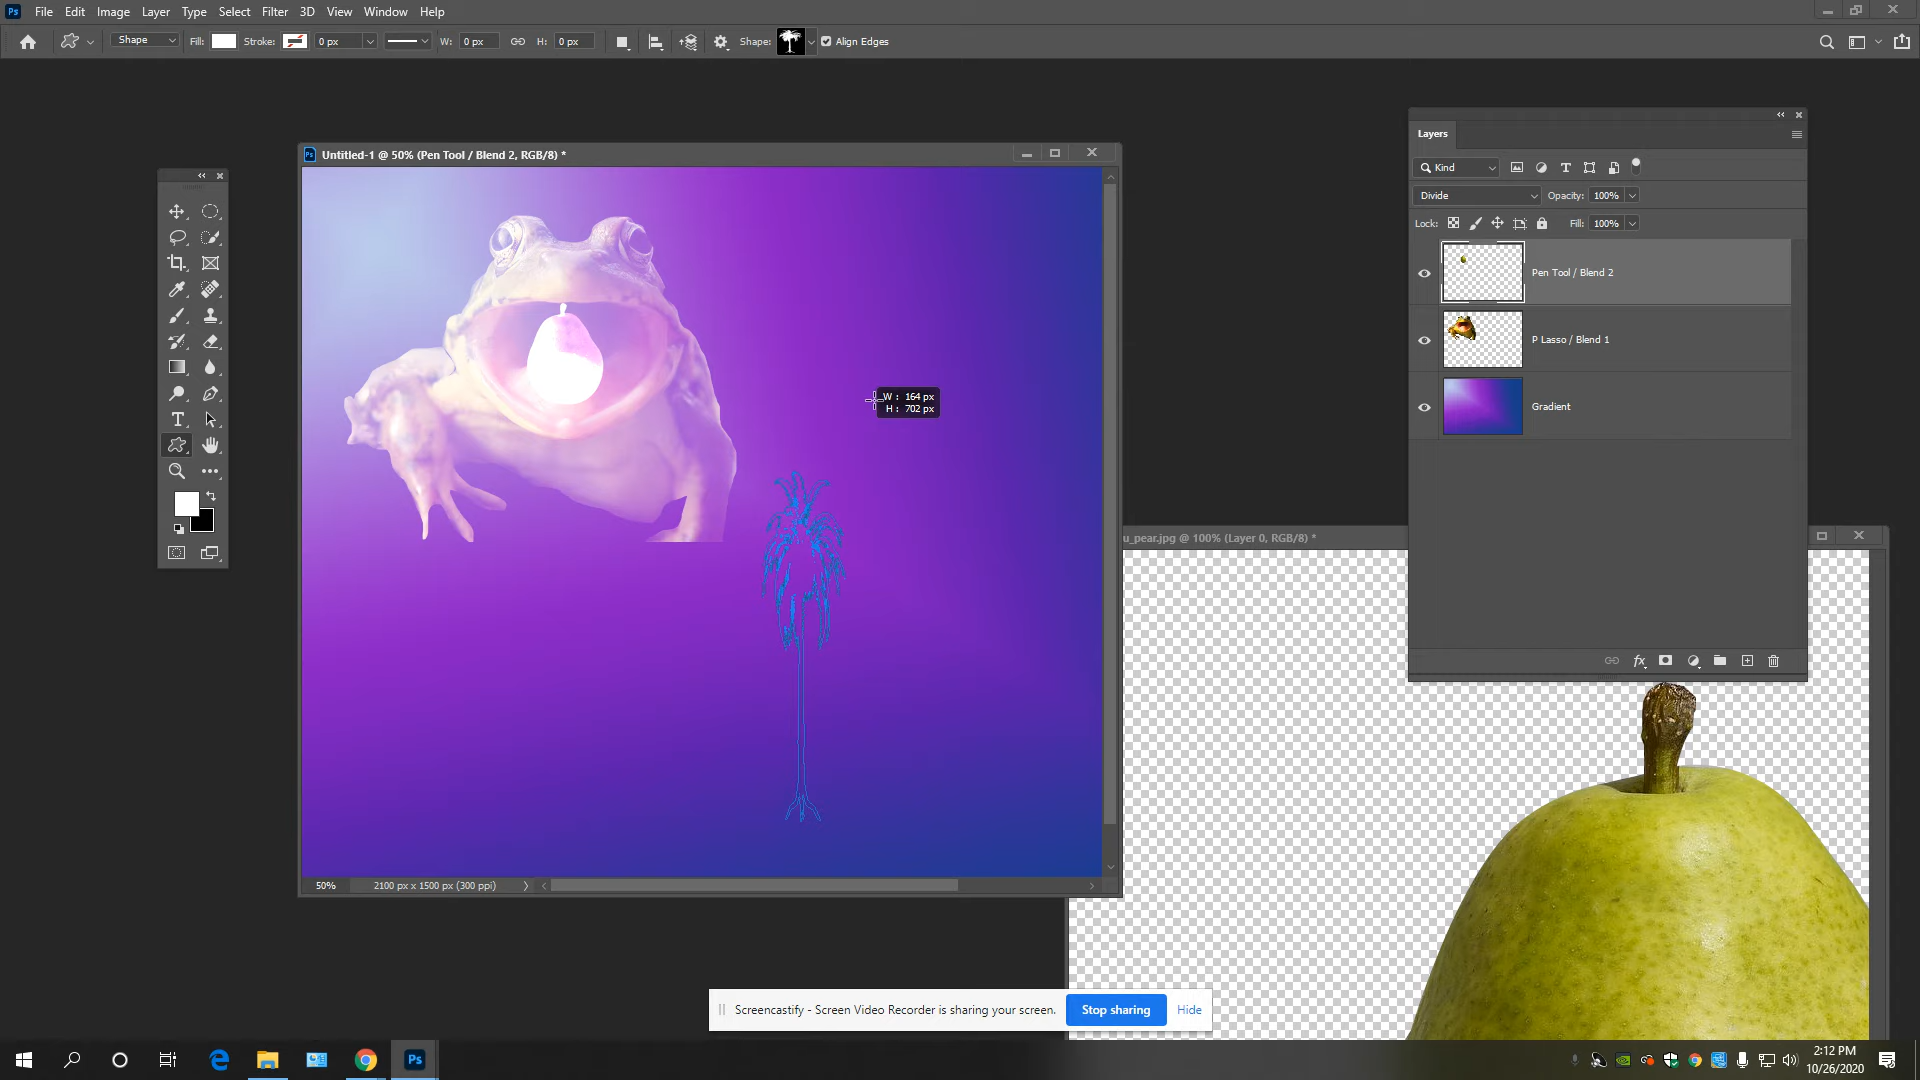 Ps File Edit Image Layer Type Select Filter 3D View Window Help
Shape Fill: Stroke: 0 px W: 0 px H: 0 px Shape: Align Edges
Ps Untitled-1 @ 50% (Pen Tool / Blend 2, RGB/8) *
Layers
Kind
Divide Opacity: 100%
Lock: Fill: 100%
Pen Tool / Blend 2
P Lasso / Blend 1
Gradient
W : 164 px
H : 702 px
u_pear.jpg @ 100% (Layer 0, RGB/8) *
50% 2100 px x 1500 px (300 ppi)
Screencastify - Screen Video Recorder is sharing your screen. Stop sharing Hide
Ps
2:12 PM
10/26/2020